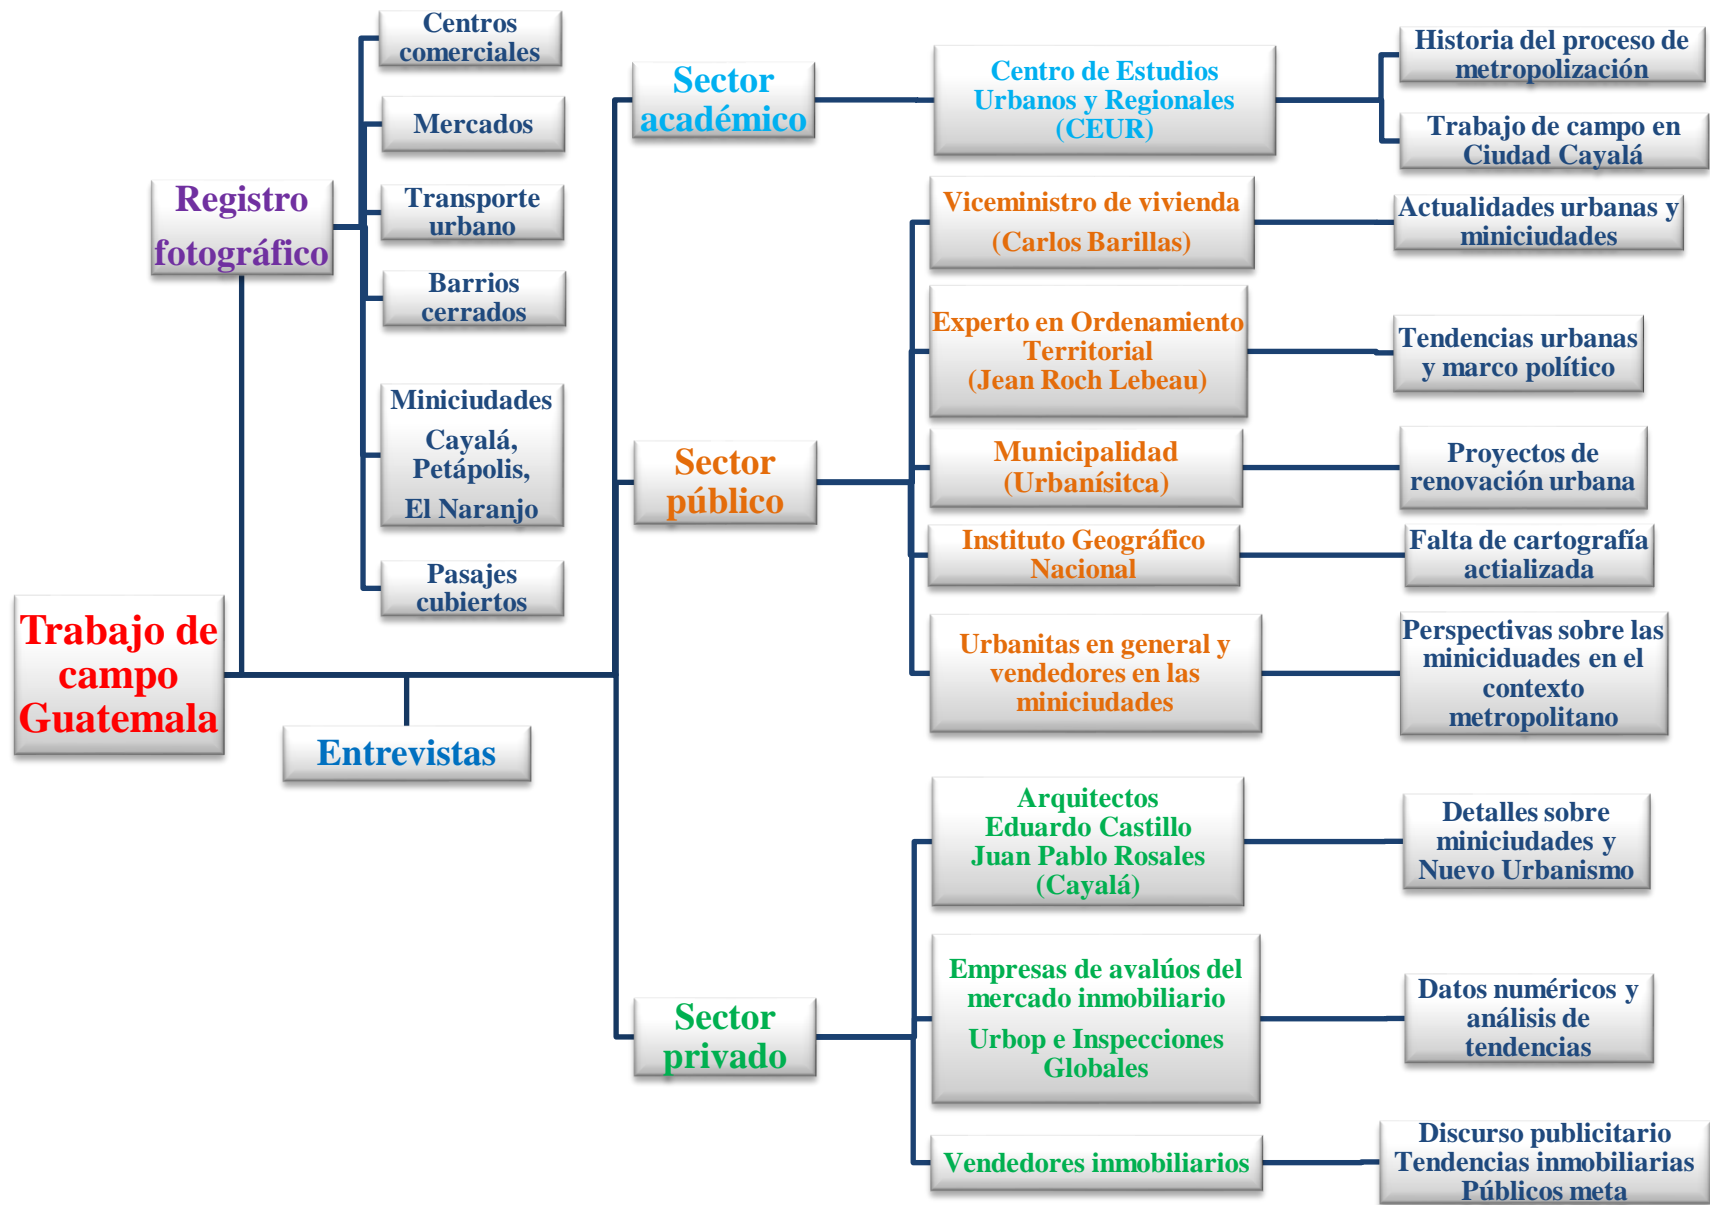 Trabajo de
campo
Guatemala
Registro
fotográfico
Centros
comerciales
Mercados
Transporte
urbano
Barrios
cerrados
Miniciudades
Cayalá,
Petápolis,
El Naranjo
Pasajes
cubiertos
Entrevistas
Sector
académico
Centro de Estudios
Urbanos y Regionales
(CEUR)
Historia del proceso de
metropolización
Trabajo de campo en
Ciudad Cayalá
Sector
público
Viceministro de vivienda
(Carlos Barillas)
Actualidades urbanas y
miniciudades
Experto en Ordenamiento
Territorial
(Jean Roch Lebeau)
Tendencias urbanas
y marco político
Municipalidad
(Urbanísitca)
Proyectos de
renovación urbana
Instituto Geográfico
Nacional
Falta de cartografía
actializada
Urbanitas en general y
vendedores en las
miniciudades
Perspectivas sobre las
miniciduades en el
contexto
metropolitano
Sector
privado
Arquitectos
Eduardo Castillo
Juan Pablo Rosales
(Cayalá)
Detalles sobre
miniciudades y
Nuevo Urbanismo
Empresas de avalúos del
mercado inmobiliario
Urbop e Inspecciones
Globales
Datos numéricos y
análisis de
tendencias
Vendedores inmobiliarios
Discurso publicitario
Tendencias inmobiliarias
Públicos meta